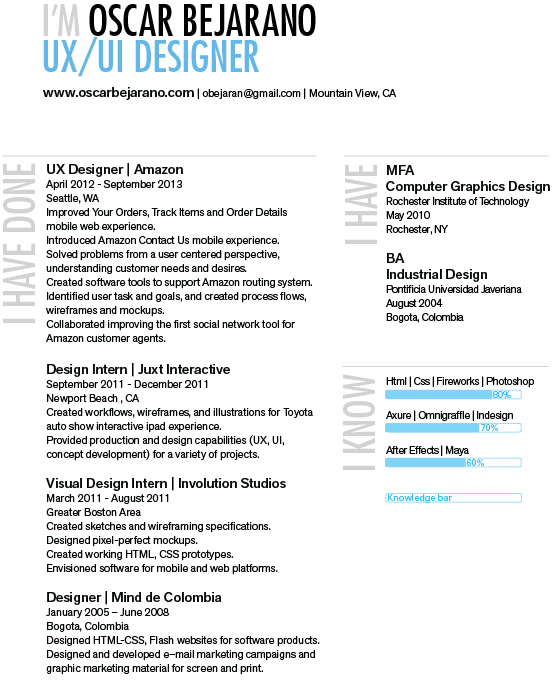 I'M OSCAR BEJARANO
UX/UI DESIGNER
www.oscarbejarano.com | obejaran@gmail.com | Mountain View, CA
I HAVE DONE
UX Designer | Amazon
April 2012 - September 2013
Seattle, WA
Improved Your Orders, Track Items and Order Details
mobile web experience.
Introduced Amazon Contact Us mobile experience.
Solved problems from a user centered perspective,
understanding customer needs and desires.
Created software tools to support Amazon routing system.
Identified user task and goals, and created process flows,
wireframes and mockups.
Collaborated improving the first social network tool for
Amazon customer agents.
Design Intern | Juxt Interactive
September 2011 - December 2011
Newport Beach , CA
Created workflows, wireframes, and illustrations for Toyota
auto show interactive ipad experience.
Provided production and design capabilities (UX, UI,
concept development) for a variety of projects.
Visual Design Intern | Involution Studios
March 2011 - August 2011
Greater Boston Area
Created sketches and wireframing specifications.
Designed pixel-perfect mockups.
Created working HTML, CSS prototypes.
Envisioned software for mobile and web platforms.
Designer | Mind de Colombia
January 2005 – June 2008
Bogota, Colombia
Designed HTML-CSS, Flash websites for software products.
Designed and developed e–mail marketing campaigns and
graphic marketing material for screen and print.
I HAVE
MFA
Computer Graphics Design
Rochester Institute of Technology
May 2010
Rochester, NY
BA
Industrial Design
Pontificia Universidad Javeriana
August 2004
Bogota, Colombia
I KNOW
Html | Css | Fireworks | Photoshop
80%
Axure | Omnigraffle | Indesign
70%
After Effects | Maya
60%
Knowledge bar